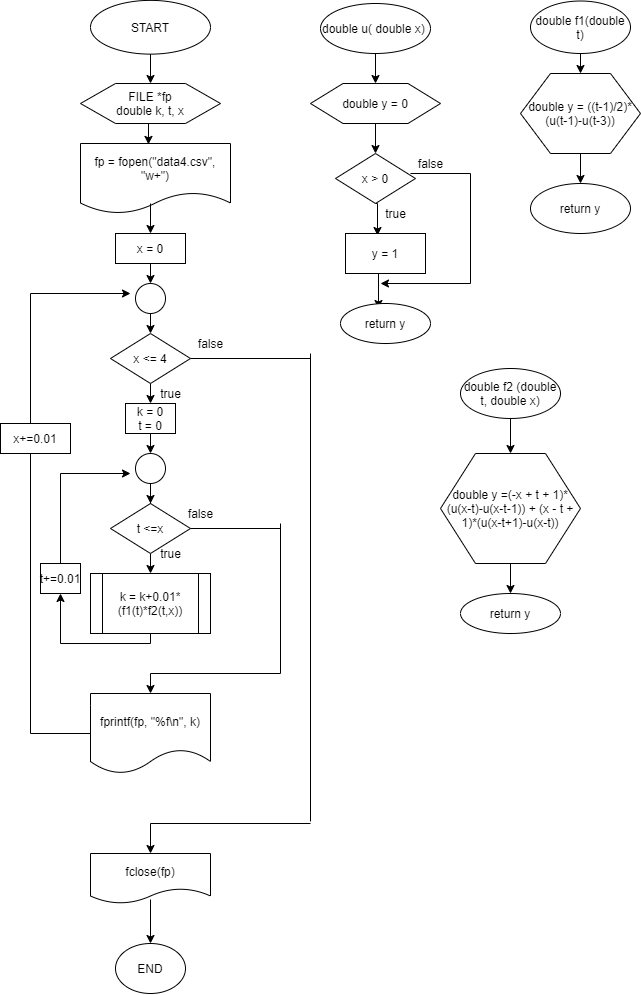 START
FILE *fp
double k, t, x
fp = fopen("data4.csv",
"w+")
x = 0
x <= 4
false
true
k = 0
t = 0
x+=0.01
t <=x
false
true
t+=0.01
k = k+0.01*
(f1(t)*f2(t,x))
fprintf(fp, "%f\n", k)
fclose(fp)
END
double u( double x)
double y = 0
x > 0
false
true
y = 1
return y
double f1(double
t)
double y = ((t-1)/2)*
(u(t-1)-u(t-3))
return y
double f2 (double
t, double x)
double y =(-x + t + 1)*
(u(x-t)-u(x-t-1)) + (x - t +
1)*(u(x-t+1)-u(x-t))
return y